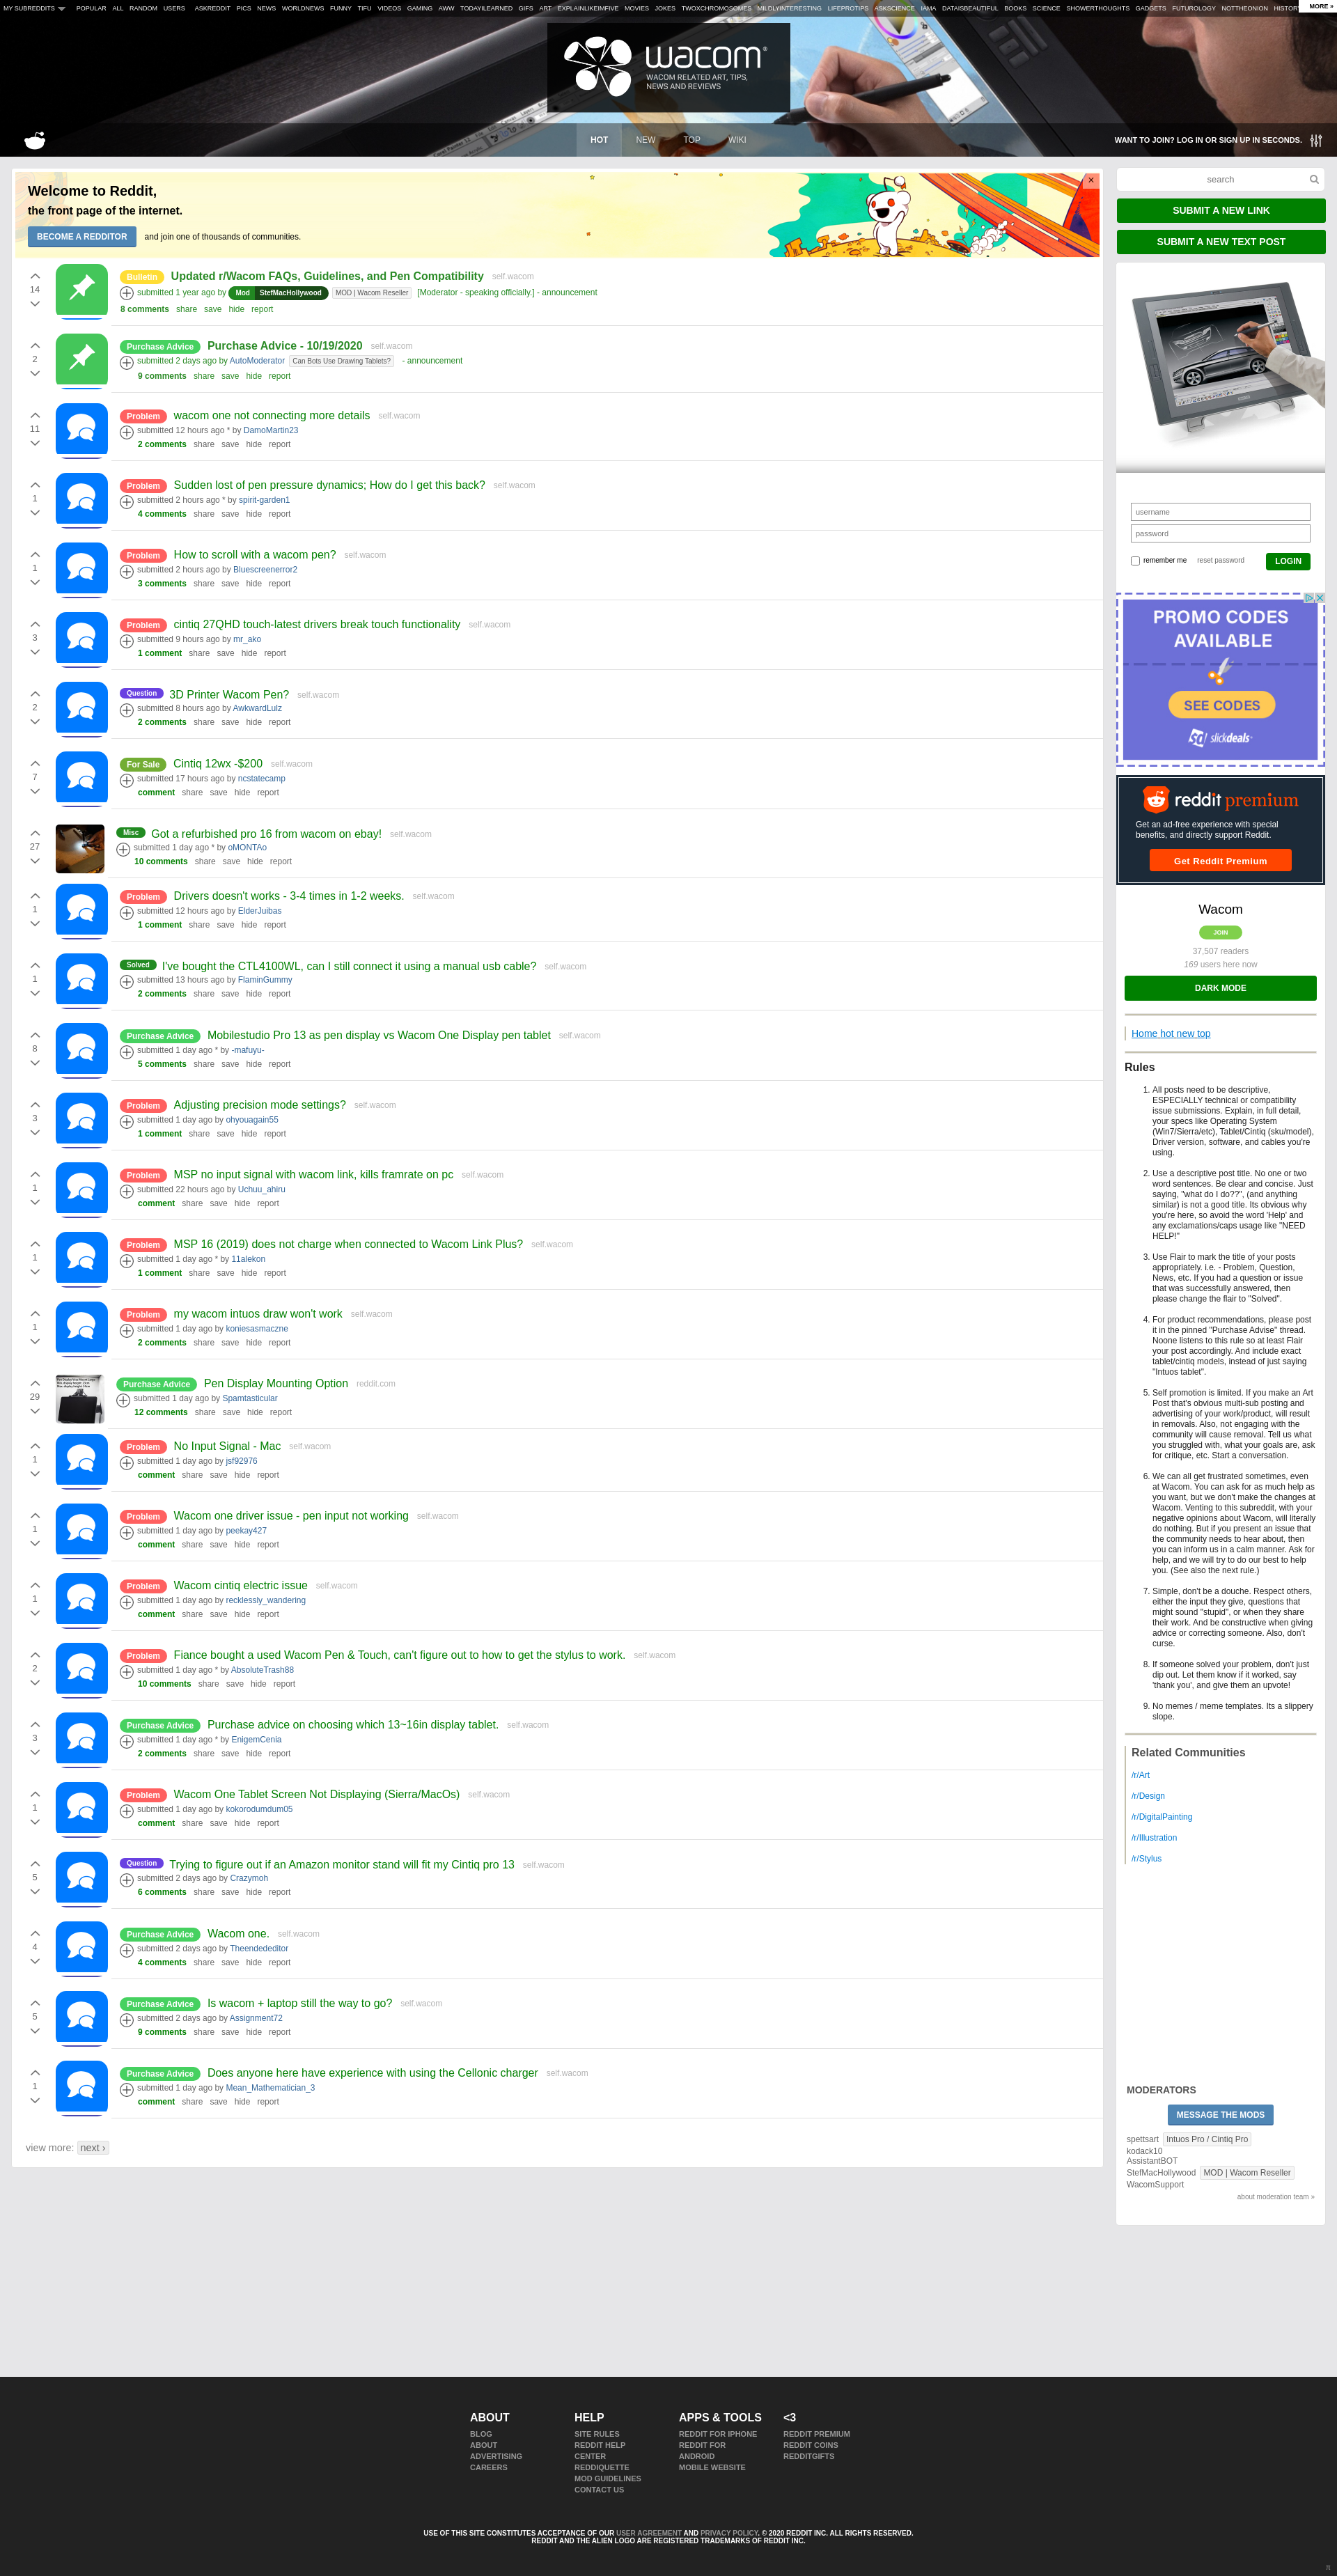 MY SUBREDDITS POPULAR ALL RANDOM USERS ASKREDDIT PICS NEWS WORLDNEWS FUNNY TIFU VIDEOS GAMING AWW TODAYILEARNED GIFS ART EXPLAINLIKEIMFIVE MOVIES JOKES TWOXCHROMOSOMES MILDLYINTERESTING LIFEPROTIPS ASKSCIENCE IAMA DATAISBEAUTIFUL BOOKS SCIENCE SHOWERTHOUGHTS GADGETS FUTUROLOGY NOTTHEONION HISTORY MORE »
wacom®
WACOM RELATED ART, TIPS,
NEWS AND REVIEWS
HOT NEW TOP WIKI
WANT TO JOIN? LOG IN OR SIGN UP IN SECONDS.
Welcome to Reddit,
the front page of the internet.
BECOME A REDDITOR and join one of thousands of communities.
×
14
Bulletin Updated r/Wacom FAQs, Guidelines, and Pen Compatibility self.wacom
submitted 1 year ago by Mod StefMacHollywood MOD | Wacom Reseller [Moderator - speaking officially.] - announcement
8 comments share save hide report
2
Purchase Advice Purchase Advice - 10/19/2020 self.wacom
submitted 2 days ago by AutoModerator Can Bots Use Drawing Tablets? - announcement
9 comments share save hide report
11
Problem wacom one not connecting more details self.wacom
submitted 12 hours ago * by DamoMartin23
2 comments share save hide report
1
Problem Sudden lost of pen pressure dynamics; How do I get this back? self.wacom
submitted 2 hours ago * by spirit-garden1
4 comments share save hide report
1
Problem How to scroll with a wacom pen? self.wacom
submitted 2 hours ago by Bluescreenerror2
3 comments share save hide report
3
Problem cintiq 27QHD touch-latest drivers break touch functionality self.wacom
submitted 9 hours ago by mr_ako
1 comment share save hide report
2
Question 3D Printer Wacom Pen? self.wacom
submitted 8 hours ago by AwkwardLulz
2 comments share save hide report
7
For Sale Cintiq 12wx -$200 self.wacom
submitted 17 hours ago by ncstatecamp
comment share save hide report
27
Misc Got a refurbished pro 16 from wacom on ebay! self.wacom
submitted 1 day ago * by oMONTAo
10 comments share save hide report
1
Problem Drivers doesn't works - 3-4 times in 1-2 weeks. self.wacom
submitted 12 hours ago by ElderJuibas
1 comment share save hide report
1
Solved I've bought the CTL4100WL, can I still connect it using a manual usb cable? self.wacom
submitted 13 hours ago by FlaminGummy
2 comments share save hide report
8
Purchase Advice Mobilestudio Pro 13 as pen display vs Wacom One Display pen tablet self.wacom
submitted 1 day ago * by -mafuyu-
5 comments share save hide report
3
Problem Adjusting precision mode settings? self.wacom
submitted 1 day ago by ohyouagain55
1 comment share save hide report
1
Problem MSP no input signal with wacom link, kills framrate on pc self.wacom
submitted 22 hours ago by Uchuu_ahiru
comment share save hide report
1
Problem MSP 16 (2019) does not charge when connected to Wacom Link Plus? self.wacom
submitted 1 day ago * by 11alekon
1 comment share save hide report
1
Problem my wacom intuos draw won't work self.wacom
submitted 1 day ago by koniesasmaczne
2 comments share save hide report
29
Purchase Advice Pen Display Mounting Option reddit.com
submitted 1 day ago by Spamtasticular
12 comments share save hide report
1
Problem No Input Signal - Mac self.wacom
submitted 1 day ago by jsf92976
comment share save hide report
1
Problem Wacom one driver issue - pen input not working self.wacom
submitted 1 day ago by peekay427
comment share save hide report
1
Problem Wacom cintiq electric issue self.wacom
submitted 1 day ago by recklessly_wandering
comment share save hide report
2
Problem Fiance bought a used Wacom Pen & Touch, can't figure out to how to get the stylus to work. self.wacom
submitted 1 day ago * by AbsoluteTrash88
10 comments share save hide report
3
Purchase Advice Purchase advice on choosing which 13~16in display tablet. self.wacom
submitted 1 day ago * by EnigemCenia
2 comments share save hide report
1
Problem Wacom One Tablet Screen Not Displaying (Sierra/MacOs) self.wacom
submitted 1 day ago by kokorodumdum05
comment share save hide report
5
Question Trying to figure out if an Amazon monitor stand will fit my Cintiq pro 13 self.wacom
submitted 2 days ago by Crazymoh
6 comments share save hide report
4
Purchase Advice Wacom one. self.wacom
submitted 2 days ago by Theendededitor
4 comments share save hide report
5
Purchase Advice Is wacom + laptop still the way to go? self.wacom
submitted 2 days ago by Assignment72
9 comments share save hide report
1
Purchase Advice Does anyone here have experience with using the Cellonic charger self.wacom
submitted 1 day ago by Mean_Mathematician_3
comment share save hide report
view more: next ›
search
SUBMIT A NEW LINK
SUBMIT A NEW TEXT POST
username
password
remember me reset password LOGIN
PROMO CODES
AVAILABLE
SEE CODES
slickdeals
reddit premium
Get an ad-free experience with special
benefits, and directly support Reddit.
Get Reddit Premium
Wacom
JOIN
37,507 readers
169 users here now
DARK MODE
Home hot new top
Rules
1. All posts need to be descriptive,
ESPECIALLY technical or compatibility
issue submissions. Explain, in full detail,
your specs like Operating System
(Win7/Sierra/etc), Tablet/Cintiq (sku/model),
Driver version, software, and cables you're
using.
2. Use a descriptive post title. No one or two
word sentences. Be clear and concise. Just
saying, "what do I do??", (and anything
similar) is not a good title. Its obvious why
you're here, so avoid the word 'Help' and
any exclamations/caps usage like "NEED
HELP!"
3. Use Flair to mark the title of your posts
appropriately. i.e. - Problem, Question,
News, etc. If you had a question or issue
that was successfully answered, then
please change the flair to "Solved".
4. For product recommendations, please post
it in the pinned "Purchase Advise" thread.
Noone listens to this rule so at least Flair
your post accordingly. And include exact
tablet/cintiq models, instead of just saying
"Intuos tablet".
5. Self promotion is limited. If you make an Art
Post that's obvious multi-sub posting and
advertising of your work/product, will result
in removals. Also, not engaging with the
community will cause removal. Tell us what
you struggled with, what your goals are, ask
for critique, etc. Start a conversation.
6. We can all get frustrated sometimes, even
at Wacom. You can ask for as much help as
you want, but we don't make the changes at
Wacom. Venting to this subreddit, with your
negative opinions about Wacom, will literally
do nothing. But if you present an issue that
the community needs to hear about, then
you can inform us in a calm manner. Ask for
help, and we will try to do our best to help
you. (See also the next rule.)
7. Simple, don't be a douche. Respect others,
either the input they give, questions that
might sound "stupid", or when they share
their work. And be constructive when giving
advice or correcting someone. Also, don't
curse.
8. If someone solved your problem, don't just
dip out. Let them know if it worked, say
'thank you', and give them an upvote!
9. No memes / meme templates. Its a slippery
slope.
Related Communities
/r/Art
/r/Design
/r/DigitalPainting
/r/Illustration
/r/Stylus
MODERATORS
MESSAGE THE MODS
spettsart Intuos Pro / Cintiq Pro
kodack10
AssistantBOT
StefMacHollywood MOD | Wacom Reseller
WacomSupport
about moderation team »
ABOUT
BLOG
ABOUT
ADVERTISING
CAREERS
HELP
SITE RULES
REDDIT HELP
CENTER
REDDIQUETTE
MOD GUIDELINES
CONTACT US
APPS & TOOLS
REDDIT FOR IPHONE
REDDIT FOR
ANDROID
MOBILE WEBSITE
<3
REDDIT PREMIUM
REDDIT COINS
REDDITGIFTS
USE OF THIS SITE CONSTITUTES ACCEPTANCE OF OUR USER AGREEMENT AND PRIVACY POLICY. © 2020 REDDIT INC. ALL RIGHTS RESERVED.
REDDIT AND THE ALIEN LOGO ARE REGISTERED TRADEMARKS OF REDDIT INC.
π